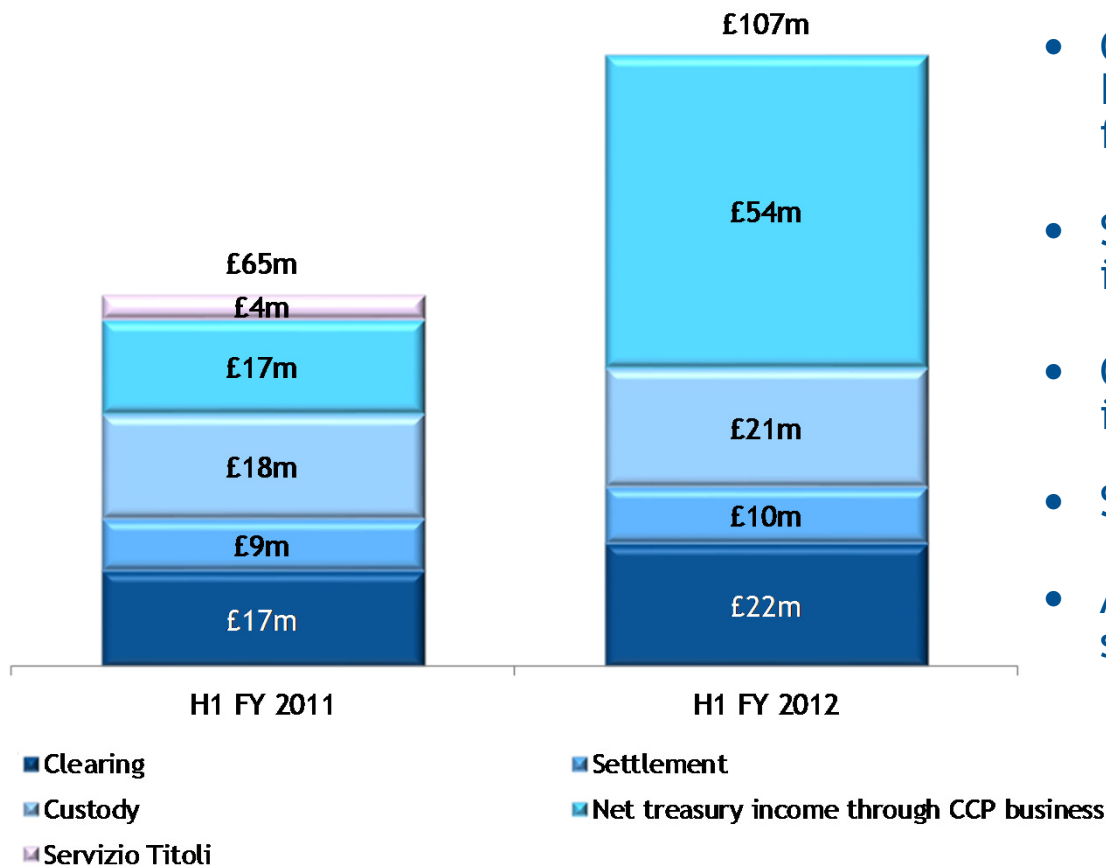 £107m
£54m
£65m
£4m
£17m
£21m
£18m
£10m
£9m
£22m
£17m
H1 FY 2011
H1 FY 2012
Clearing
Settlement
Custody
Net treasury income through CCP business
Servizio Titoli